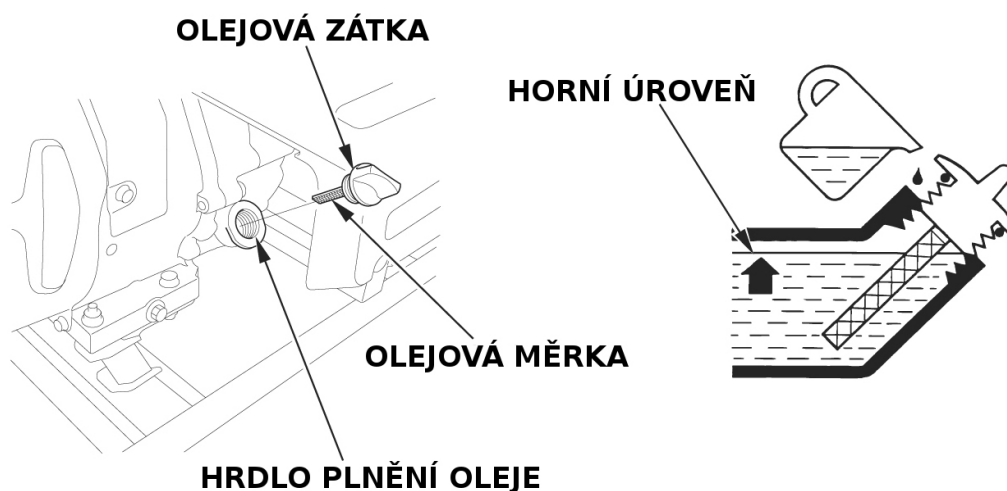 OLEJOVÁ ZÁTKA
HORNÍ ÚROVEŇ
OLEJOVÁ MĚRKA
HRDLO PLNĚNÍ OLEJE